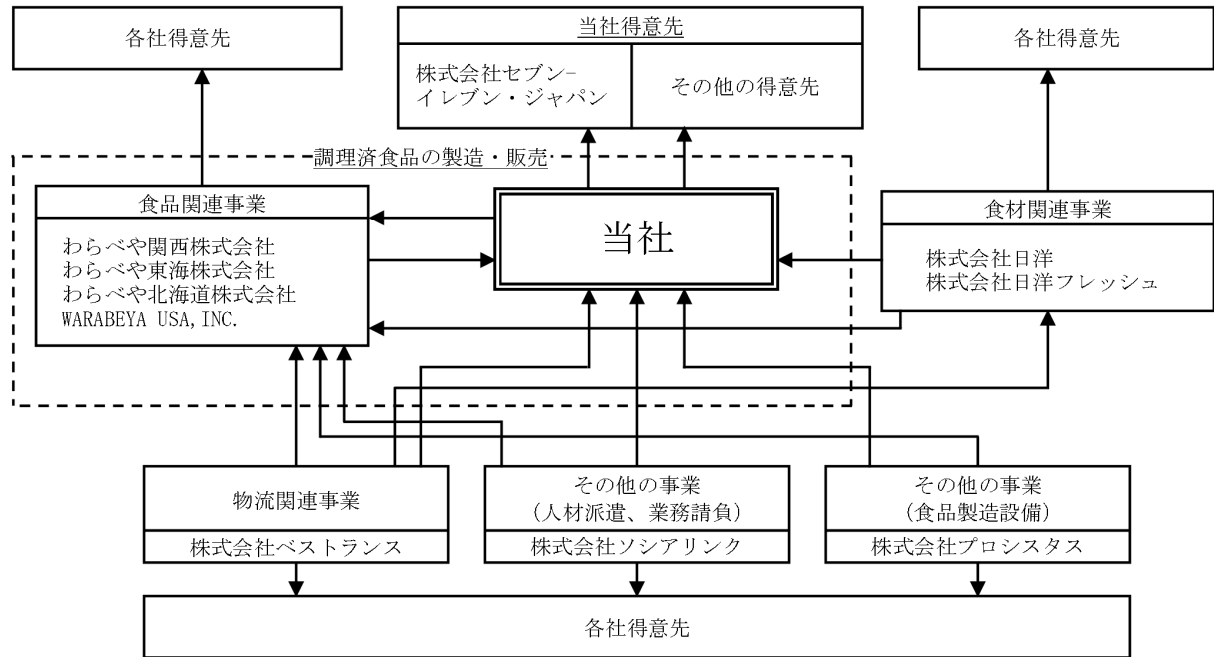 各社得意先
当社得意先
各社得意先
株式会社セブン−
イレブン・ジャパン
その他の得意先
調理済食品の製造・販売
食品関連事業
わらべや関西株式会社
わらべや東海株式会社
わらべや北海道株式会社
WARABEYA USA,INC.
当社
食材関連事業
株式会社日洋
株式会社日洋フレッシュ
物流関連事業
株式会社ベストランス
その他の事業
(人材派遣、業務請負)
株式会社ソシアリンク
その他の事業
(食品製造設備)
株式会社プロシスタス
各社得意先